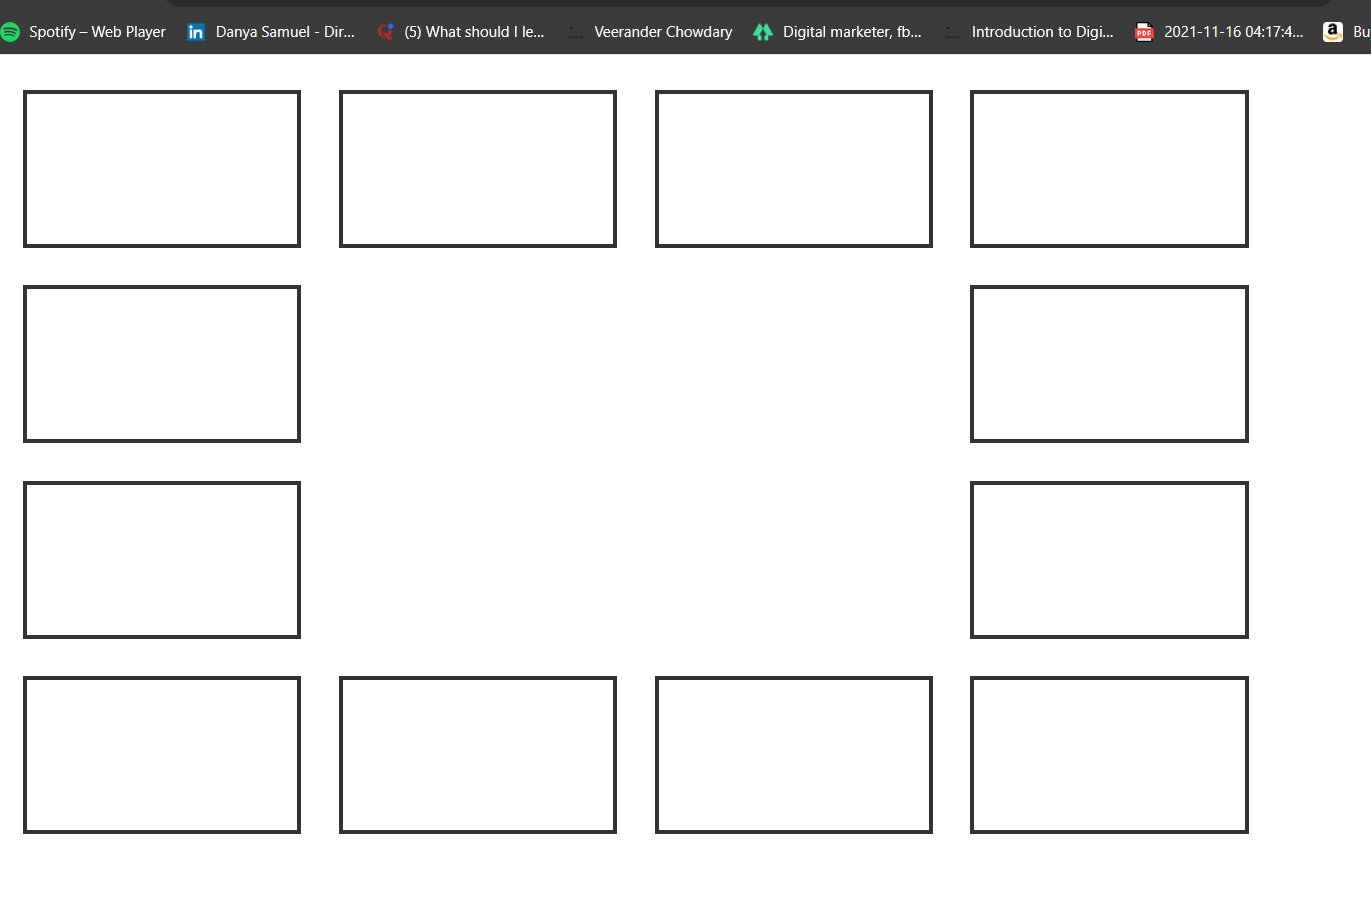 Spotify – Web Player
Danya Samuel - Dir...
(5) What should I le...
Veerander Chowdary
Digital marketer, fb...
Introduction to Digi...
PDF
2021-11-16 04:17:4...
Bu